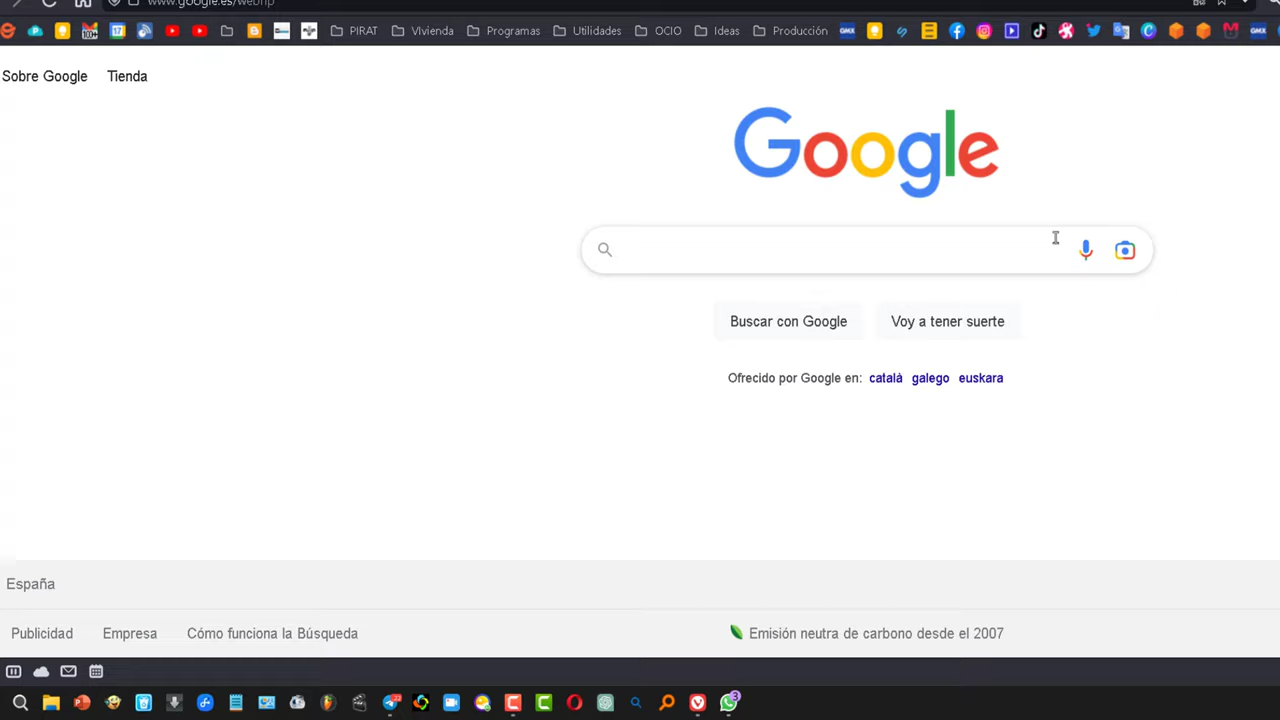 www.google.es/webhp
PIRAT VIvienda Programas Utilidades OCIO Ideas Producción
Sobre Google Tienda
Google
Buscar con Google Voy a tener suerte
Ofrecido por Google en: català galego euskara
España
Publicidad Empresa Cómo funciona la Búsqueda Emisión neutra de carbono desde el 2007